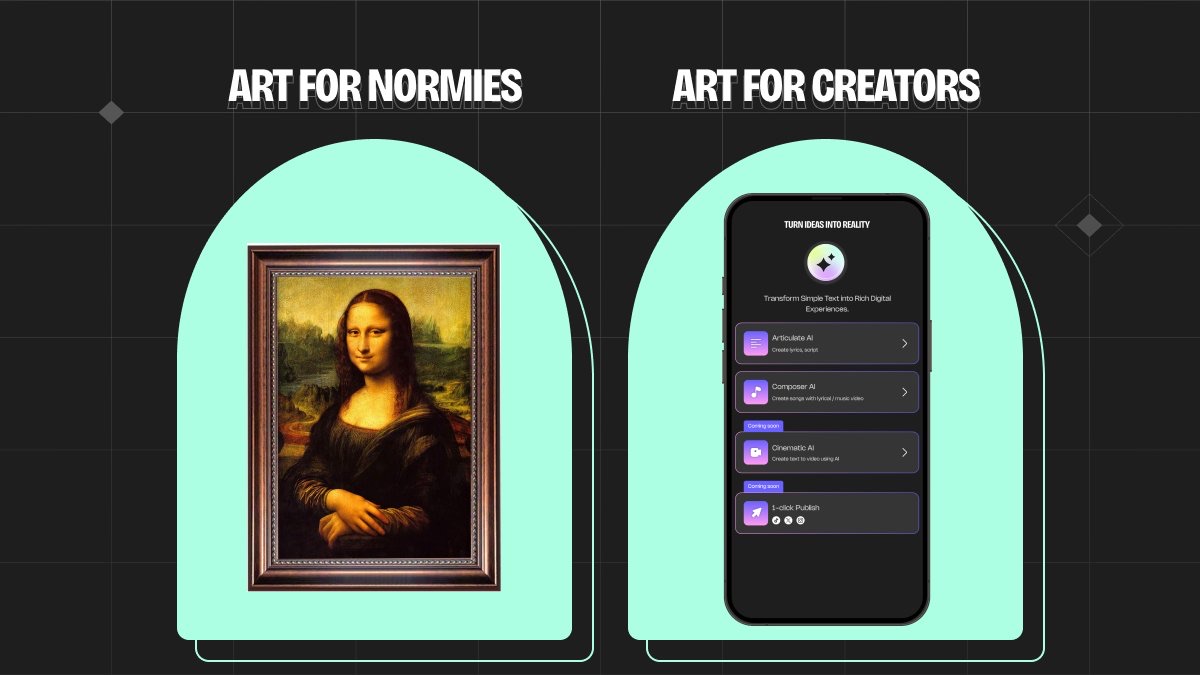 ART FOR NORMIES
ART FOR CREATORS
TURN IDEAS INTO REALITY
Transform Simple Text into Rich Digital
Experiences.
Articulate AI
Create lyrics, script
Composer AI
Create songs with lyrical / music video
Coming soon
Cinematic AI
Create text to video using AI
Coming soon
1-click Publish